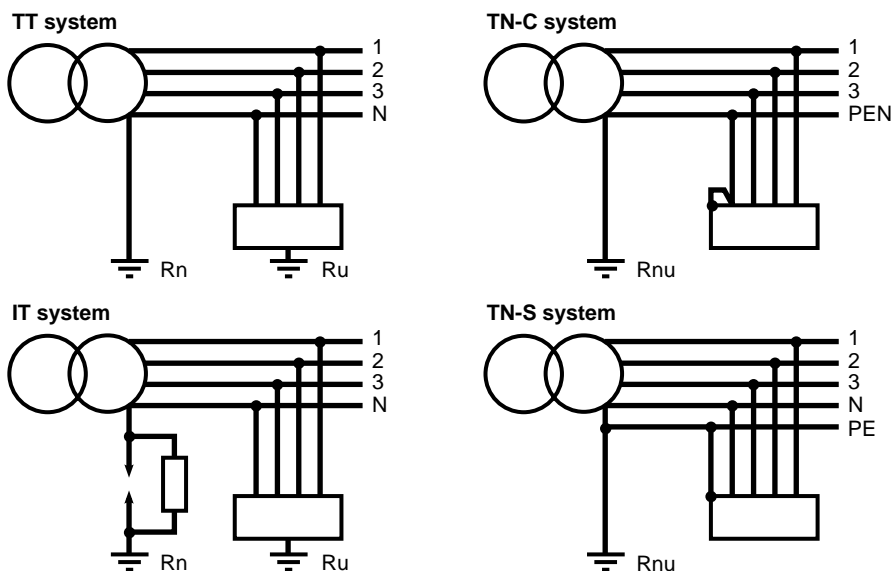 TT system
1
2
3
N
Rn
Ru
TN-C system
1
2
3
PEN
Rnu
IT system
1
2
3
N
Rn
Ru
TN-S system
1
2
3
N
PE
Rnu